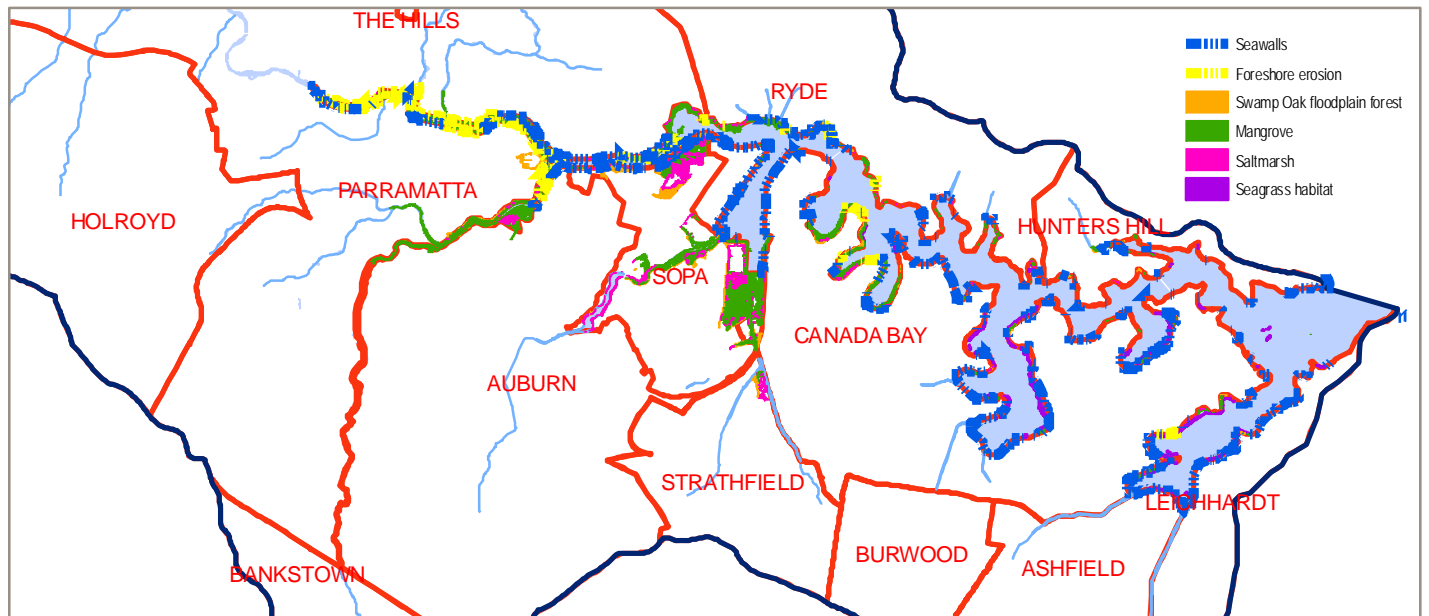 THE HILLS
Seawalls
Foreshore erosion
Swamp Oak floodplain forest
Mangrove
Saltmarsh
Seagrass habitat
RYDE
PARRAMATTA
HOLROYD
HUNTERS HILL
SOPA
CANADA BAY
AUBURN
STRATHFIELD
LEICHHARDT
BURWOOD
ASHFIELD
BANKSTOWN